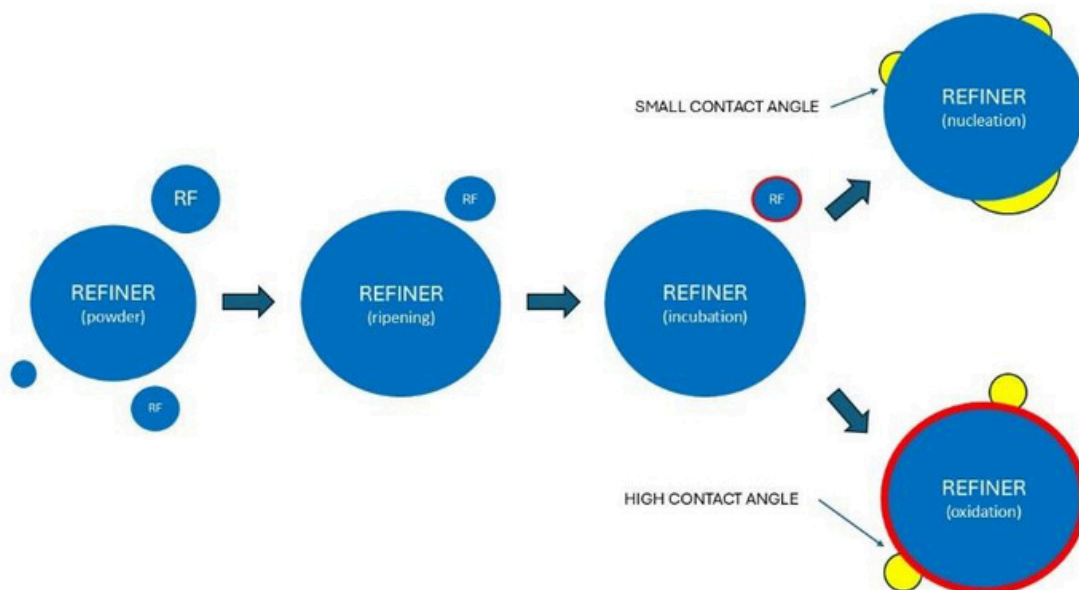 RF
REFINER
(powder)
RF
RF
REFINER
(ripening)
RF
REFINER
(incubation)
SMALL CONTACT ANGLE
REFINER
(nucleation)
HIGH CONTACT ANGLE
REFINER
(oxidation)